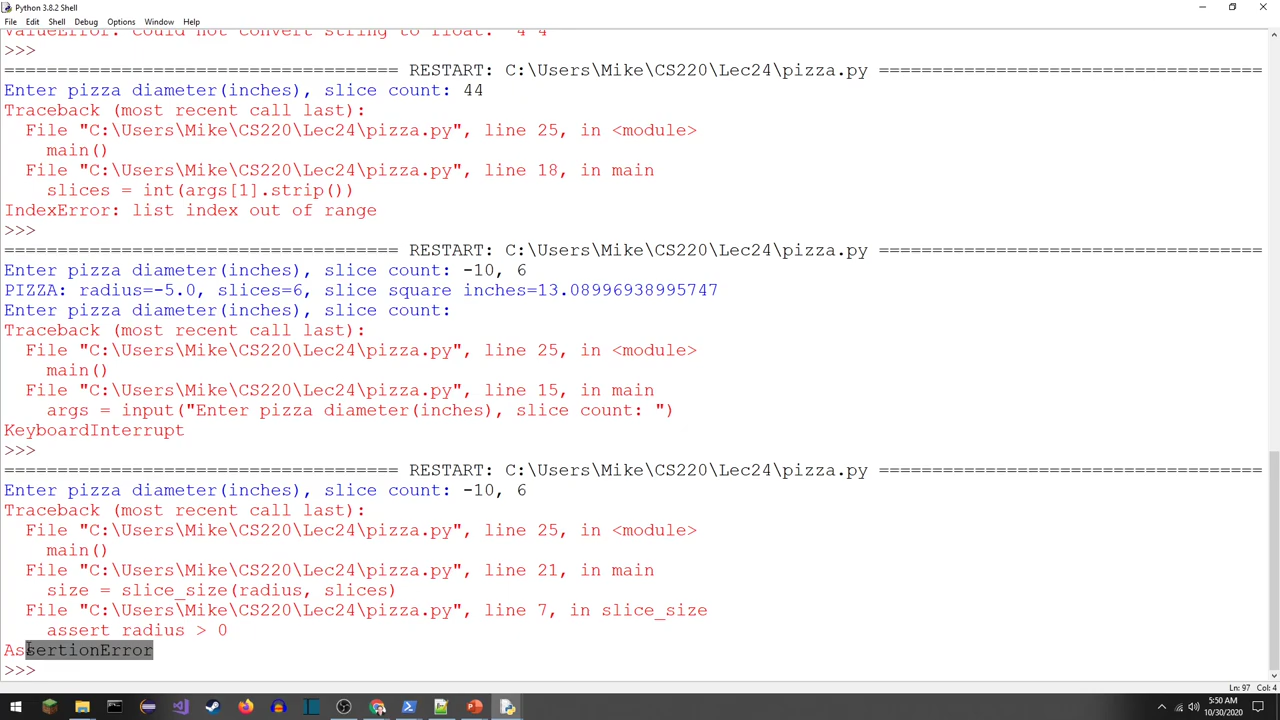 Python 3.8.2 Shell
File Edit Shell Debug Options Window Help
ValueError: could not convert string to float: ' 4 4
>>>
===================================== RESTART: C:\Users\Mike\CS220\Lec24\pizza.py =====================================
Enter pizza diameter(inches), slice count: 44
Traceback (most recent call last):
  File "C:\Users\Mike\CS220\Lec24\pizza.py", line 25, in <module>
    main()
  File "C:\Users\Mike\CS220\Lec24\pizza.py", line 18, in main
    slices = int(args[1].strip())
IndexError: list index out of range
>>>
===================================== RESTART: C:\Users\Mike\CS220\Lec24\pizza.py =====================================
Enter pizza diameter(inches), slice count: -10, 6
PIZZA: radius=-5.0, slices=6, slice square inches=13.08996938995747
Enter pizza diameter(inches), slice count:
Traceback (most recent call last):
  File "C:\Users\Mike\CS220\Lec24\pizza.py", line 25, in <module>
    main()
  File "C:\Users\Mike\CS220\Lec24\pizza.py", line 15, in main
    args = input("Enter pizza diameter(inches), slice count: ")
KeyboardInterrupt
>>>
===================================== RESTART: C:\Users\Mike\CS220\Lec24\pizza.py =====================================
Enter pizza diameter(inches), slice count: -10, 6
Traceback (most recent call last):
  File "C:\Users\Mike\CS220\Lec24\pizza.py", line 25, in <module>
    main()
  File "C:\Users\Mike\CS220\Lec24\pizza.py", line 21, in main
    size = slice_size(radius, slices)
  File "C:\Users\Mike\CS220\Lec24\pizza.py", line 7, in slice_size
    assert radius > 0
AssertionError
>>>
Ln: 97 Col: 4
5:50 AM
10/30/2020